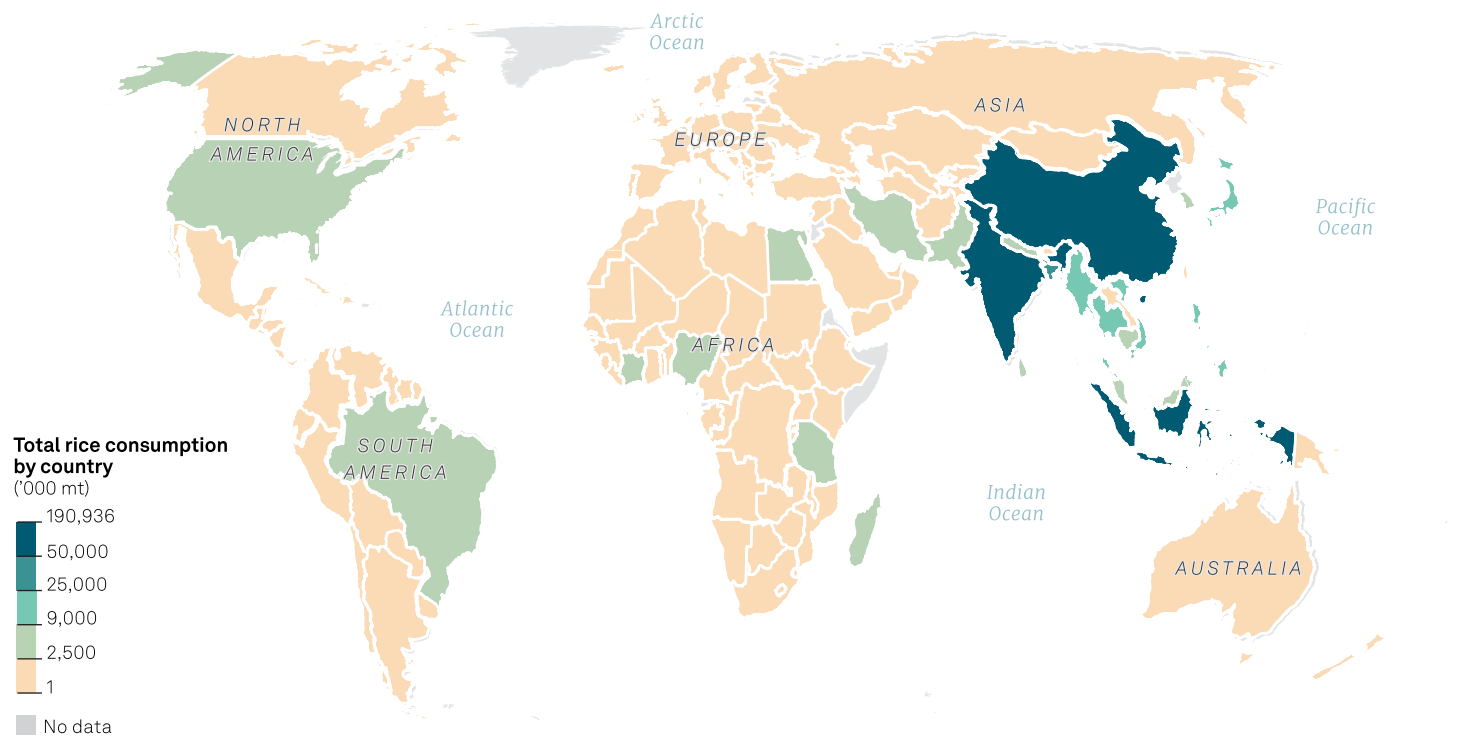 Arctic
Ocean
NORTH
AMERICA
EUROPE
ASIA
Pacific
Ocean
Atlantic
Ocean
AFRICA
SOUTH
AMERICA
Indian
Ocean
AUSTRALIA
Total rice consumption
by country
('000 mt)
190,936
50,000
25,000
9,000
2,500
1
No data